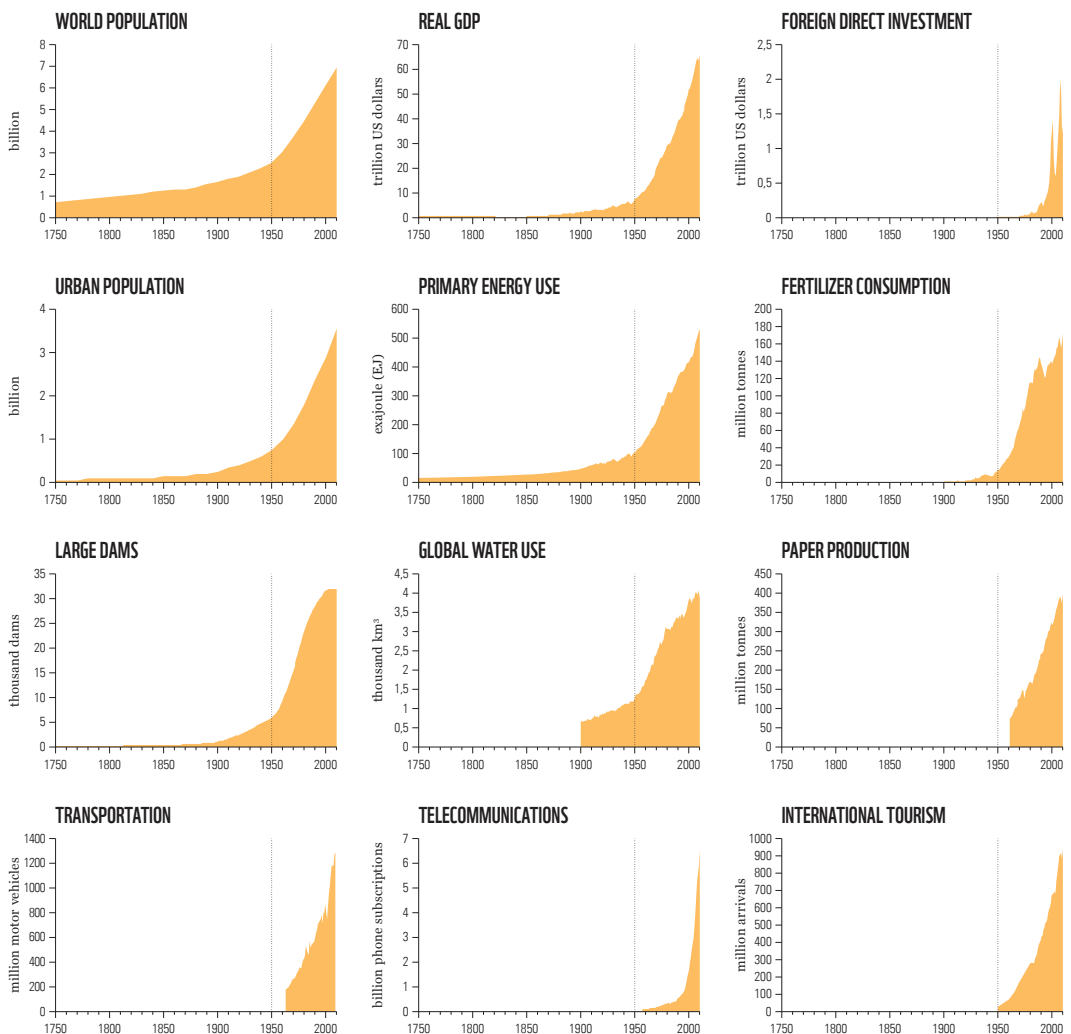 WORLD POPULATION
billion
8
7
6
5
4
3
2
1
0
1750 1800 1850 1900 1950 2000
REAL GDP
trillion US dollars
70
60
50
40
30
20
10
0
1750 1800 1850 1900 1950 2000
FOREIGN DIRECT INVESTMENT
trillion US dollars
2,5
2
1,5
1
0,5
0
1750 1800 1850 1900 1950 2000
URBAN POPULATION
billion
4
3
2
1
0
1750 1800 1850 1900 1950 2000
PRIMARY ENERGY USE
exajoule (EJ)
600
500
400
300
200
100
0
1750 1800 1850 1900 1950 2000
FERTILIZER CONSUMPTION
million tonnes
200
180
160
140
120
100
80
60
40
20
0
1750 1800 1850 1900 1950 2000
LARGE DAMS
thousand dams
35
30
25
20
15
10
5
0
1750 1800 1850 1900 1950 2000
GLOBAL WATER USE
thousand km³
4,5
4
3,5
3
2,5
2
1,5
1
0,5
0
1750 1800 1850 1900 1950 2000
PAPER PRODUCTION
million tonnes
450
400
350
300
250
200
150
100
50
0
1750 1800 1850 1900 1950 2000
TRANSPORTATION
million motor vehicles
1400
1200
1000
800
600
400
200
0
1750 1800 1850 1900 1950 2000
TELECOMMUNICATIONS
billion phone subscriptions
7
6
5
4
3
2
1
0
1750 1800 1850 1900 1950 2000
INTERNATIONAL TOURISM
million arrivals
1000
900
800
700
600
500
400
300
200
100
0
1750 1800 1850 1900 1950 2000